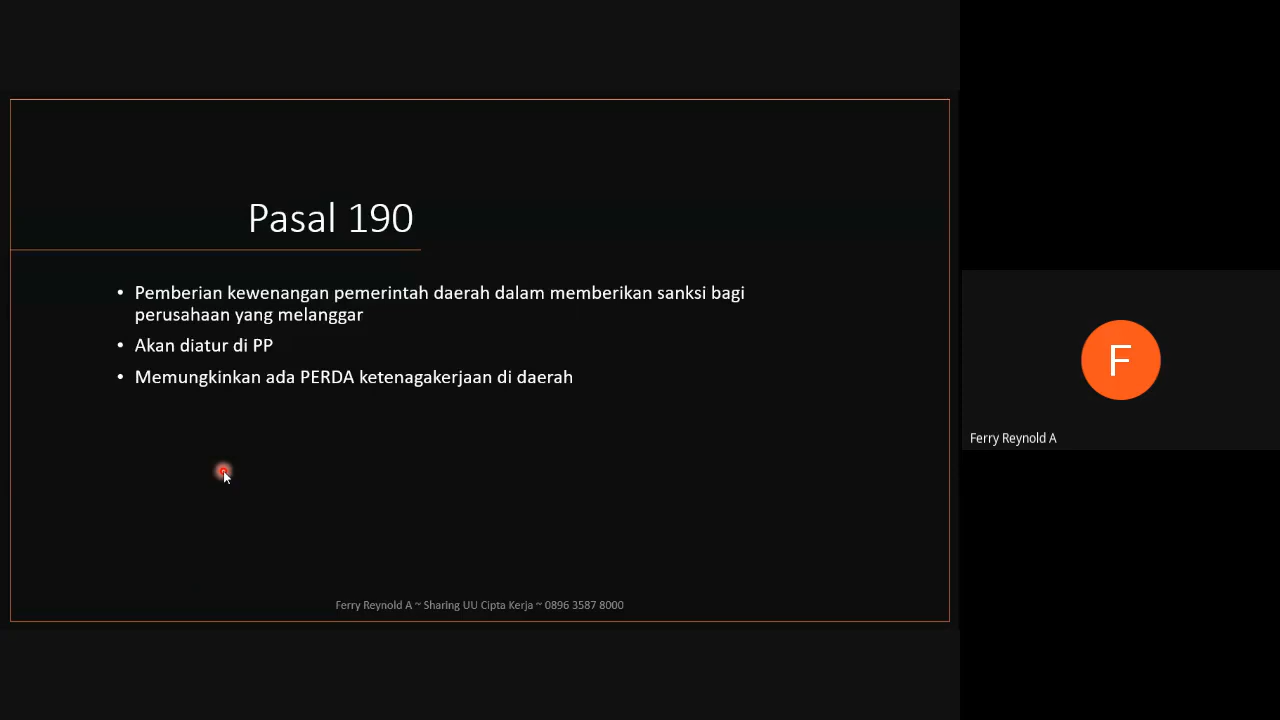 Pasal 190
• Pemberian kewenangan pemerintah daerah dalam memberikan sanksi bagi
perusahaan yang melanggar
• Akan diatur di PP
• Memungkinkan ada PERDA ketenagakerjaan di daerah
Ferry Reynold A ~ Sharing UU Cipta Kerja ~ 0896 3587 8000
F
Ferry Reynold A